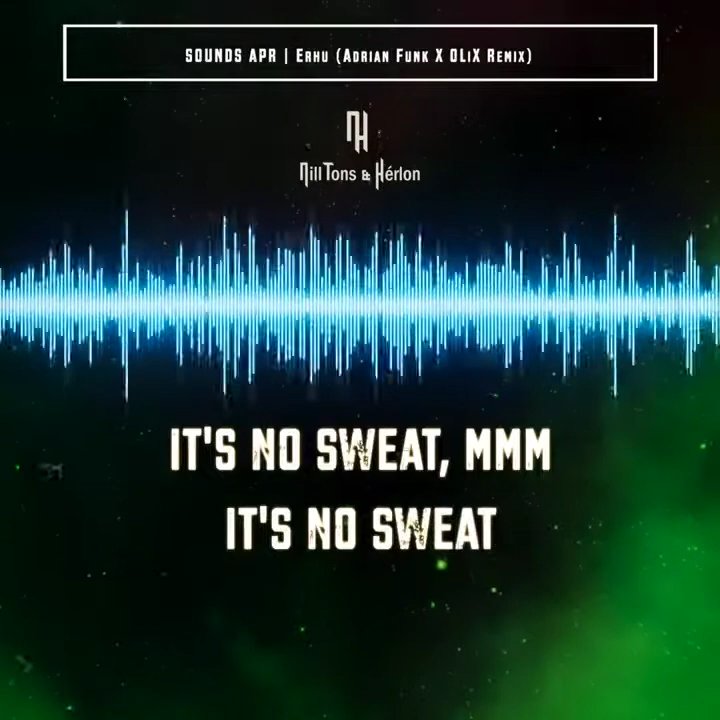 SOUNDS APR | Erhu (Adrian Funk X OLiX Remix)
NH
Nill Tons & Hérlon
IT'S NO SWEAT, MMM
IT'S NO SWEAT